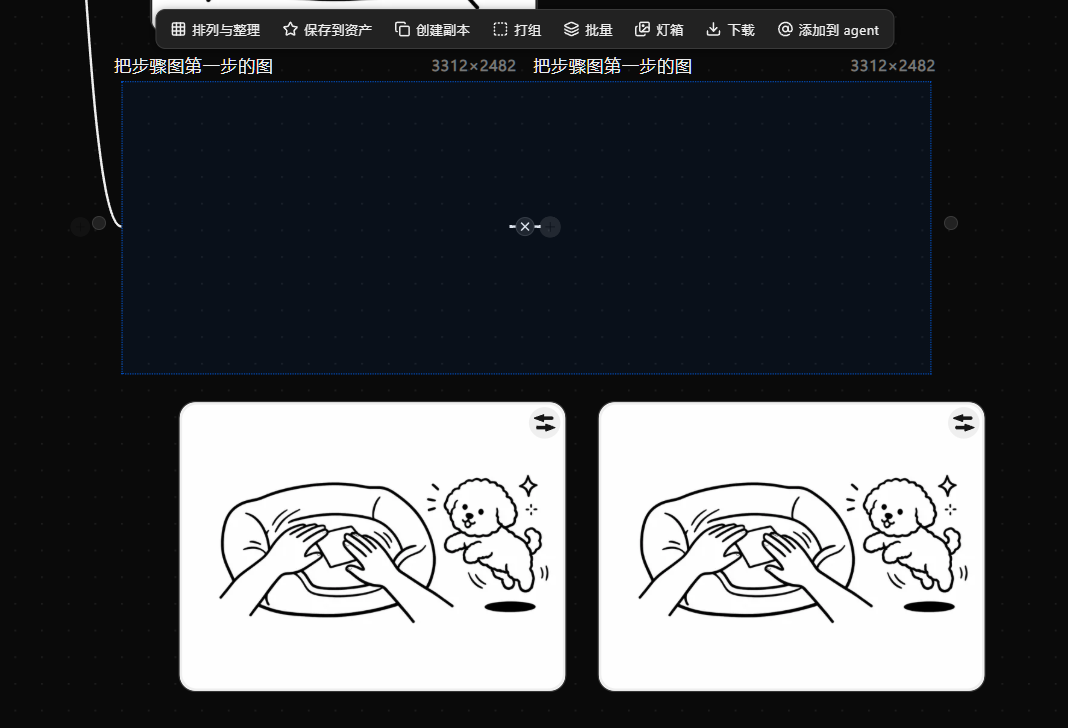 排列与整理 保存到资产 创建副本 打组 批量 灯箱 下载 添加到 agent
把步骤图第一步的图 3312×2482 把步骤图第一步的图 3312×2482